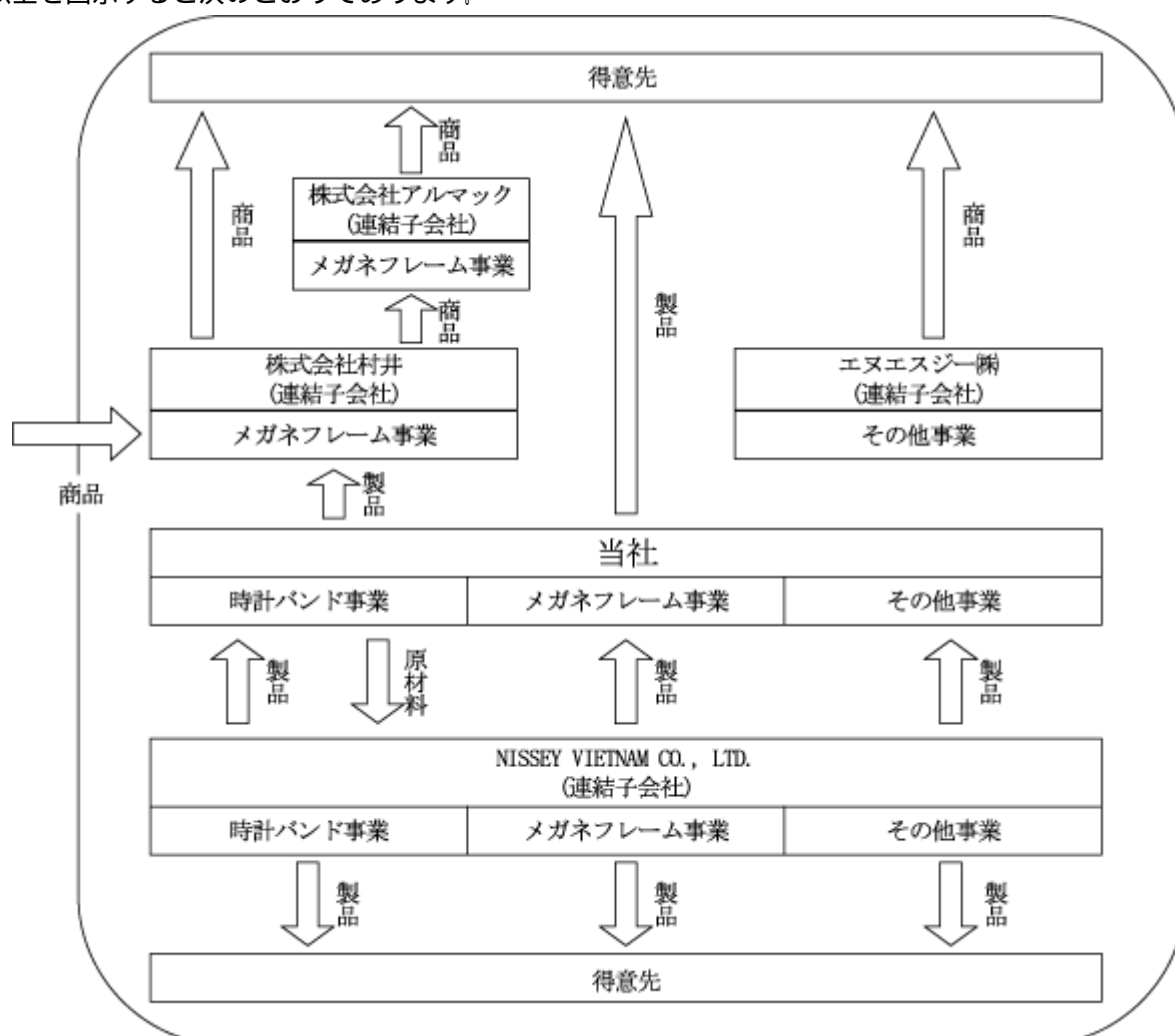 得意先
商品
株式会社アルマック
(連結子会社)
メガネフレーム事業
商品
商品
製品
商品
商品
株式会社村井
(連結子会社)
メガネフレーム事業
エヌエスジー㈱
(連結子会社)
その他事業
商品
製品
当社
時計バンド事業
メガネフレーム事業
その他事業
製品
原材料
製品
製品
NISSEY VIETNAM CO., LTD.
(連結子会社)
時計バンド事業
メガネフレーム事業
その他事業
製品
製品
製品
得意先